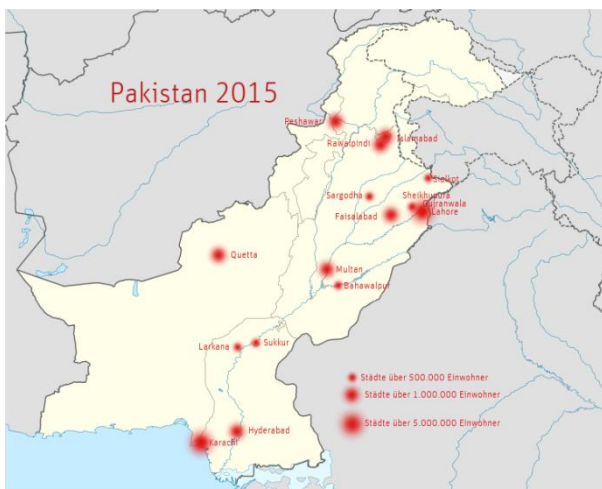 Pakistan 2015
Peshawar
Islamabad
Rawalpindi
Sialkot
Sargodha
Sheikhupura
Gujranwala
Faisalabad
Lahore
Quetta
Multan
Bahawalpur
Larkana
Sukkur
Städte über 500.000 Einwohner
Städte über 1.000.000 Einwohner
Städte über 5.000.000 Einwohner
Hyderabad
Karachi